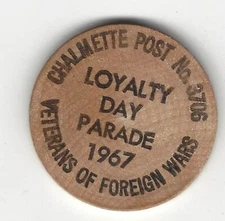 CHALMETTE POST No. 3706
LOYALTY
DAY
PARADE
1967
VETERANS OF FOREIGN WARS